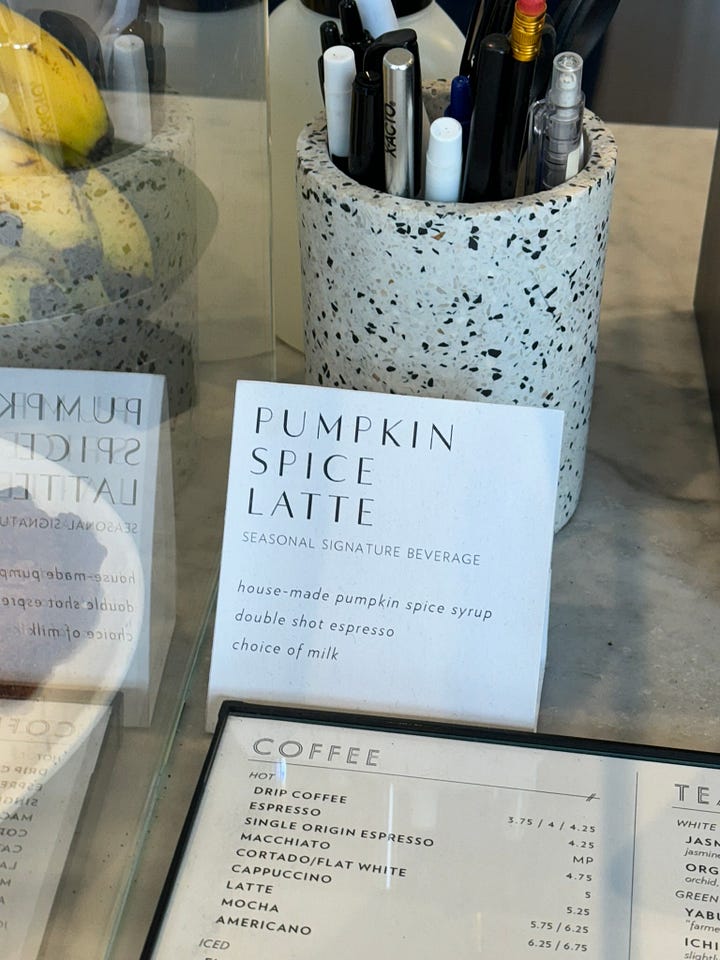 XACTO
PUMPKIN
SPICE
LATTE
SEASONAL SIGNATURE BEVERAGE
house-made pumpkin spice syrup
double shot espresso
choice of milk
COFFEE
HOT
DRIP COFFEE 3.75 / 4 / 4.25
ESPRESSO 4.25
SINGLE ORIGIN ESPRESSO MP
MACCHIATO 4.75
CORTADO/FLAT WHITE 5
CAPPUCCINO 5.25
LATTE 5.75 / 6.25
MOCHA 6.25 / 6.75
AMERICANO
ICED
WHITE
GREEN